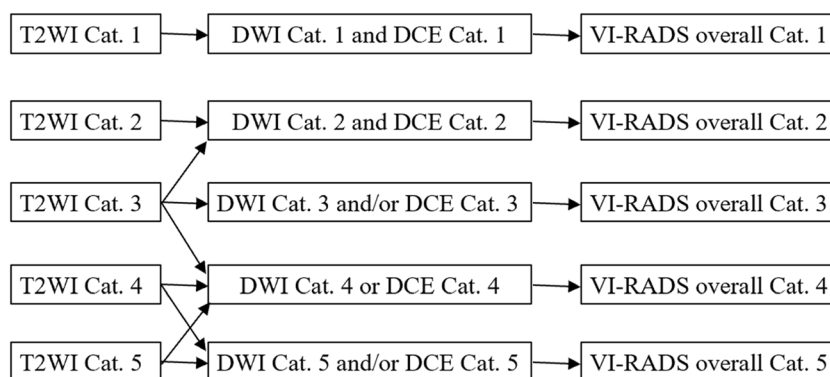 T2WI Cat. 1 DWI Cat. 1 and DCE Cat. 1 VI-RADS overall Cat. 1
T2WI Cat. 2 DWI Cat. 2 and DCE Cat. 2 VI-RADS overall Cat. 2
T2WI Cat. 3 DWI Cat. 3 and/or DCE Cat. 3 VI-RADS overall Cat. 3
T2WI Cat. 4 DWI Cat. 4 or DCE Cat. 4 VI-RADS overall Cat. 4
T2WI Cat. 5 DWI Cat. 5 and/or DCE Cat. 5 VI-RADS overall Cat. 5